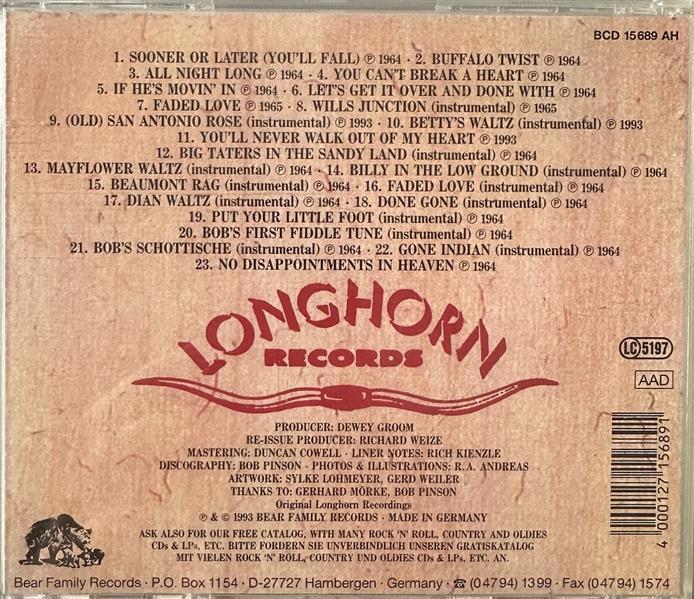 BCD 15689 AH
1. SOONER OR LATER (YOU'LL FALL) ℗ 1964 · 2. BUFFALO TWIST ℗ 1964
3. ALL NIGHT LONG ℗ 1964 · 4. YOU CAN'T BREAK A HEART ℗ 1964
5. IF HE'S MOVIN' IN ℗ 1964 · 6. LET'S GET IT OVER AND DONE WITH ℗ 1964
7. FADED LOVE ℗ 1965 · 8. WILLS JUNCTION (instrumental) ℗ 1965
9. (OLD) SAN ANTONIO ROSE (instrumental) ℗ 1993 · 10. BETTY'S WALTZ (instrumental) ℗ 1993
11. YOU'LL NEVER WALK OUT OF MY HEART ℗ 1993
12. BIG TATERS IN THE SANDY LAND (instrumental) ℗ 1964
13. MAYFLOWER WALTZ (instrumental) ℗ 1964 · 14. BILLY IN THE LOW GROUND (instrumental) ℗ 1964
15. BEAUMONT RAG (instrumental) ℗ 1964 · 16. FADED LOVE (instrumental) ℗ 1964
17. DIAN WALTZ (instrumental) ℗ 1964 · 18. DONE GONE (instrumental) ℗ 1964
19. PUT YOUR LITTLE FOOT (instrumental) ℗ 1964
20. BOB'S FIRST FIDDLE TUNE (instrumental) ℗ 1964
21. BOB'S SCHOTTISCHE (instrumental) ℗ 1964 · 22. GONE INDIAN (instrumental) ℗ 1964
23. NO DISAPPOINTMENTS IN HEAVEN ℗ 1964
LONGHORN
RECORDS
LC 5197
AAD
PRODUCER: DEWEY GROOM
RE-ISSUE PRODUCER: RICHARD WEIZE
MASTERING: DUNCAN COWELL · LINER NOTES: RICH KIENZLE
DISCOGRAPHY: BOB PINSON · PHOTOS & ILLUSTRATIONS: R. A. ANDREAS
ARTWORK: SYLKE LOHMEYER, GERD WEILER
THANKS TO: GERHARD MÖRKE, BOB PINSON
Original Longhorn Recordings
℗ & © 1993 BEAR FAMILY RECORDS · MADE IN GERMANY
ASK ALSO FOR OUR FREE CATALOG, WITH MANY ROCK 'N' ROLL, COUNTRY AND OLDIES
CDs & LPs, ETC. BITTE FORDERN SIE UNVERBINDLICH UNSEREN GRATISKATALOG
MIT VIELEN ROCK 'N' ROLL, COUNTRY UND OLDIES CDs & LPs, ETC. AN.
4 000127 156891
Bear Family Records · P.O. Box 1154 · D-27727 Hambergen · Germany · ☎ (0 47 94) 13 99 · Fax (0 47 94) 15 74